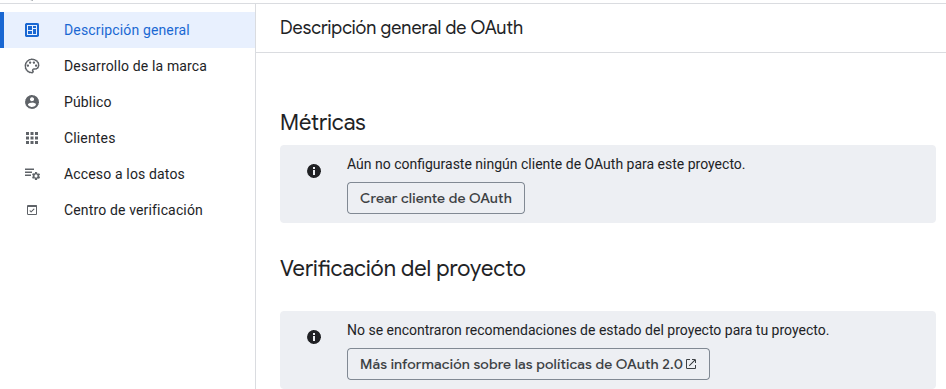 Descripción general
Desarrollo de la marca
Público
Clientes
Acceso a los datos
Centro de verificación
Descripción general de OAuth
Métricas
Aún no configuraste ningún cliente de OAuth para este proyecto.
Crear cliente de OAuth
Verificación del proyecto
No se encontraron recomendaciones de estado del proyecto para tu proyecto.
Más información sobre las políticas de OAuth 2.0